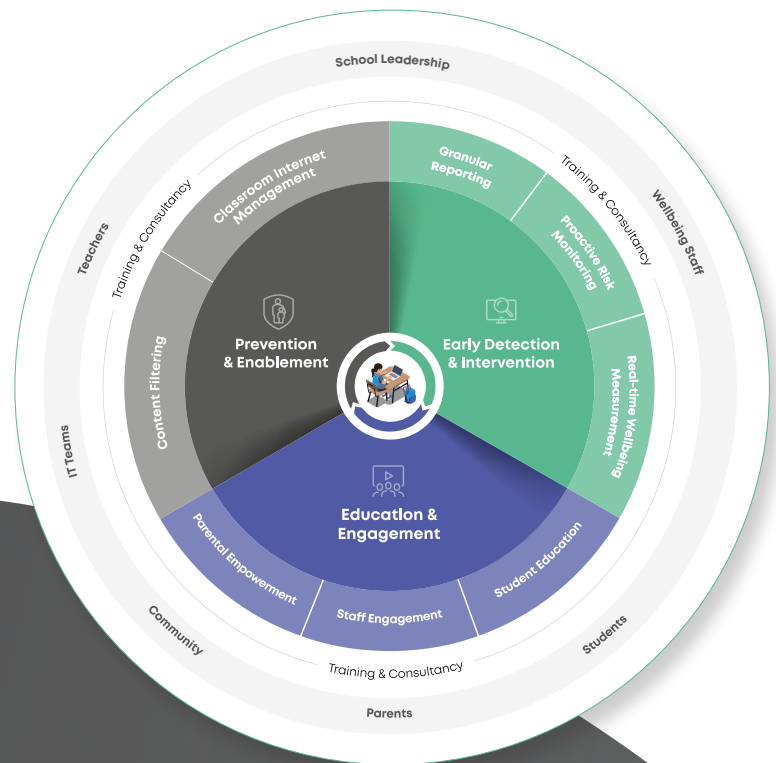 School Leadership
Teachers
Training & Consultancy
Classroom Internet
Management
Granular
Reporting
Training & Consultancy
Wellbeing Staff
Proactive Risk
Monitoring
Prevention
& Enablement
Early Detection
& Intervention
Content Filtering
Real-time Wellbeing
Measurement
IT Teams
Education &
Engagement
Parental Empowerment
Staff Engagement
Student Education
Community
Students
Training & Consultancy
Parents